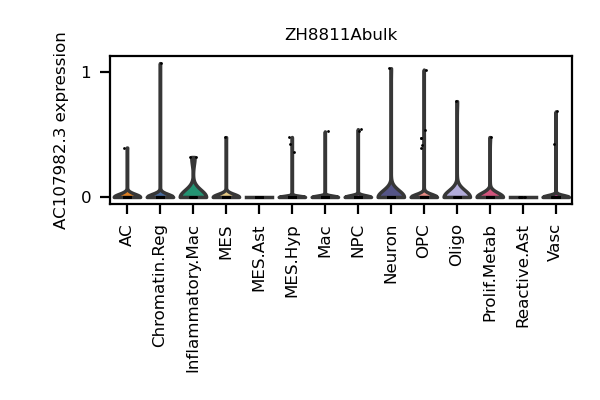 ZH8811Abulk
AC107982.3 expression
1
0
AC
Chromatin.Reg
Inflammatory.Mac
MES
MES.Ast
MES.Hyp
Mac
NPC
Neuron
OPC
Oligo
Prolif.Metab
Reactive.Ast
Vasc